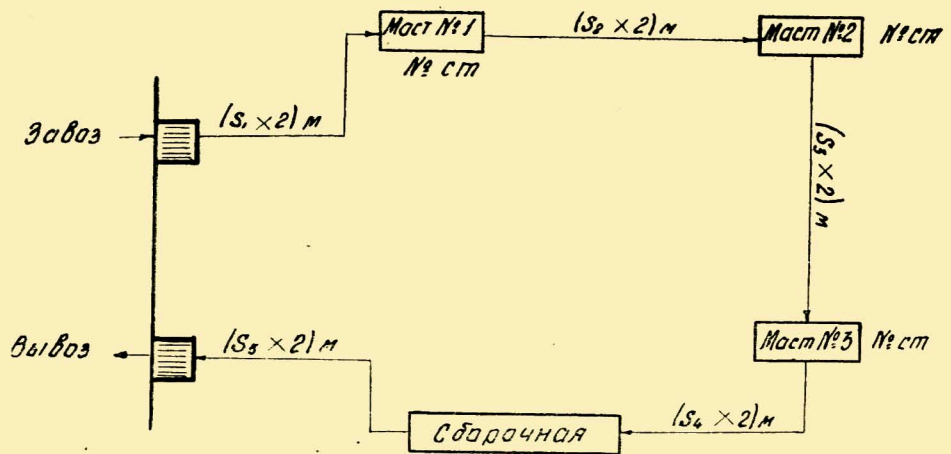 Маст №1
(S₂ × 2) м
Маст №2
№ ст
№ ст
Завоз
(S₁ × 2) м
(S₃ × 2) м
Вывоз
(S₅ × 2) м
Маст №3
№ ст
(S₄ × 2) м
Сборочная